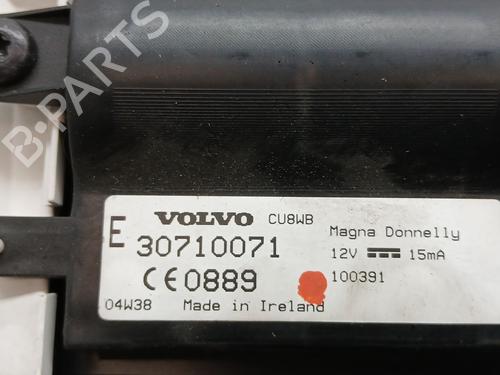 B-PARTS
VOLVO CU8WB
E 30710071
CE0889
04W38 Made in Ireland
Magna Donnelly
12V 15mA
100391